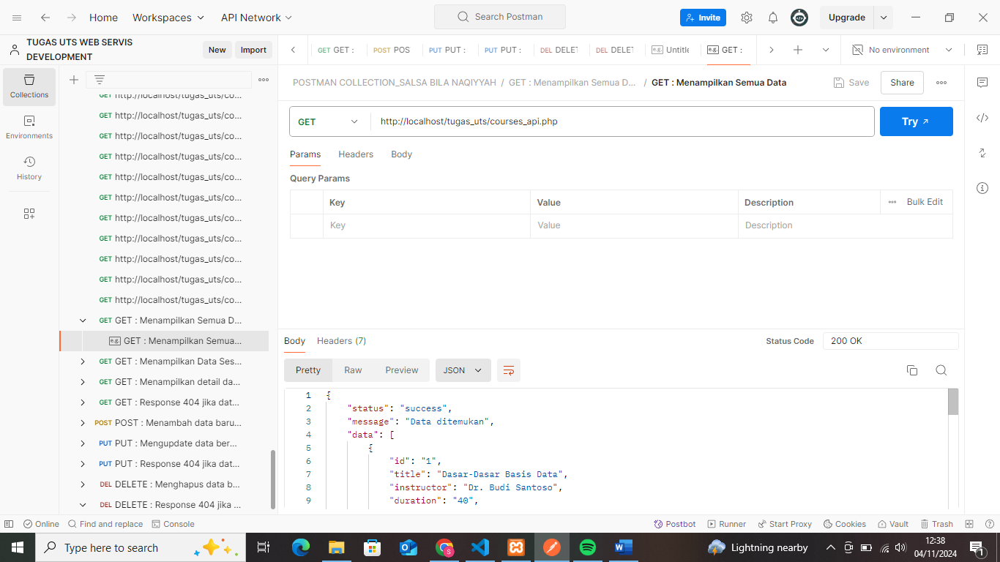 Home Workspaces API Network Search Postman Invite Upgrade
TUGAS UTS WEB SERVIS
DEVELOPMENT
New Import
GET GET : POST POS PUT PUT : PUT PUT : DEL DELET DEL DELET e.g. Untitle e.g. GET : No environment
Collections
Environments
History
GET http://localhost/tugas_uts/co...
GET http://localhost/tugas_uts/co...
GET http://localhost/tugas_uts/co...
GET http://localhost/tugas_uts/co...
GET http://localhost/tugas_uts/co...
GET http://localhost/tugas_uts/co...
GET http://localhost/tugas_uts/co...
GET http://localhost/tugas_uts/co...
GET http://localhost/tugas_uts/co...
GET http://localhost/tugas_uts/co...
GET http://localhost/tugas_uts/co...
GET GET : Menampilkan Semua D...
e.g. GET : Menampilkan Semua...
GET GET : Menampilkan Data Ses...
GET GET : Menampilkan detail da...
GET GET : Response 404 jika dat...
POST POST : Menambah data baru...
PUT PUT : Mengupdate data ber...
PUT PUT : Response 404 jika dat...
DEL DELETE : Menghapus data b...
DEL DELETE : Response 404 jika ...
POSTMAN COLLECTION_SALSA BILA NAQIYYAH / GET : Menampilkan Semua D... / GET : Menampilkan Semua Data Save Share
GET http://localhost/tugas_uts/courses_api.php Try
Params Headers Body
Query Params
Key Value Description Bulk Edit
Key Value Description
Body Headers (7) Status Code 200 OK
Pretty Raw Preview JSON
1 {
2 "status": "success",
3 "message": "Data ditemukan",
4 "data": [
5 {
6 "id": "1",
7 "title": "Dasar-Dasar Basis Data",
8 "instructor": "Dr. Budi Santoso",
9 "duration": "40",
Online Find and replace Console Postbot Runner Start Proxy Cookies Vault Trash
Type here to search Lightning nearby 12:38
04/11/2024 1